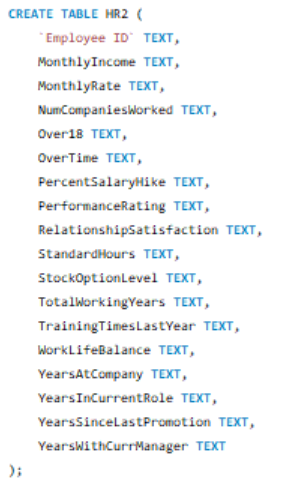 CREATE TABLE HR2 (
`Employee ID` TEXT,
MonthlyIncome TEXT,
MonthlyRate TEXT,
NumCompaniesWorked TEXT,
Over18 TEXT,
OverTime TEXT,
PercentSalaryHike TEXT,
PerformanceRating TEXT,
RelationshipSatisfaction TEXT,
StandardHours TEXT,
StockOptionLevel TEXT,
TotalWorkingYears TEXT,
TrainingTimesLastYear TEXT,
WorkLifeBalance TEXT,
YearsAtCompany TEXT,
YearsInCurrentRole TEXT,
YearsSinceLastPromotion TEXT,
YearsWithCurrManager TEXT
);